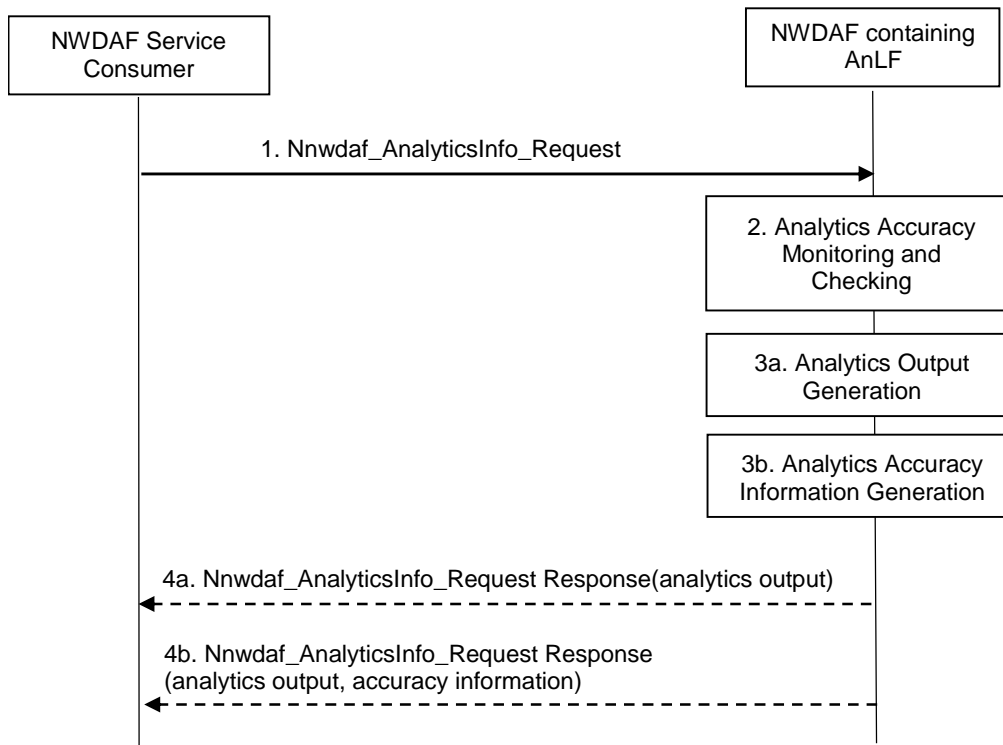 NWDAF Service
Consumer
NWDAF containing
AnLF
1. Nnwdaf_AnalyticsInfo_Request
2. Analytics Accuracy
Monitoring and
Checking
3a. Analytics Output
Generation
3b. Analytics Accuracy
Information Generation
4a. Nnwdaf_AnalyticsInfo_Request Response(analytics output)
4b. Nnwdaf_AnalyticsInfo_Request Response
(analytics output, accuracy information)